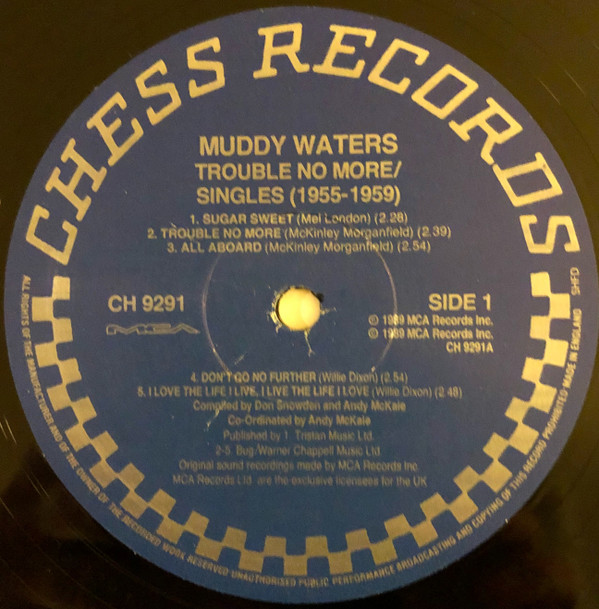 CHESS RECORDS
MUDDY WATERS
TROUBLE NO MORE/
SINGLES (1955-1959)
1. SUGAR SWEET (Mel London) (2.28)
2. TROUBLE NO MORE (McKinley Morganfield) (2.39)
3. ALL ABOARD (McKinley Morganfield) (2.54)
CH 9291
MCA
SIDE 1
℗ 1989 MCA Records Inc.
© 1989 MCA Records Inc.
CH 9291A
4. DON'T GO NO FURTHER (Willie Dixon) (2.54)
5. I LOVE THE LIFE I LIVE, I LIVE THE LIFE I LOVE (Willie Dixon) (2 48)
Compiled by Don Snowden and Andy McKaie
Co-Ordinated by Andy McKaie
Published by 1. Tristan Music Ltd.
2-5. Bug/Warner Chappell Music Ltd.
Original sound recordings made by MCA Records Inc.
MCA Records Ltd. are the exclusive licensees for the UK
ALL RIGHTS OF THE MANUFACTURER AND OF THE OWNER OF THE RECORDED WORK RESERVED UNAUTHORISED PUBLIC PERFORMANCE BROADCASTING AND COPYING OF THIS RECORD PROHIBITED MADE IN ENGLAND
SHFD